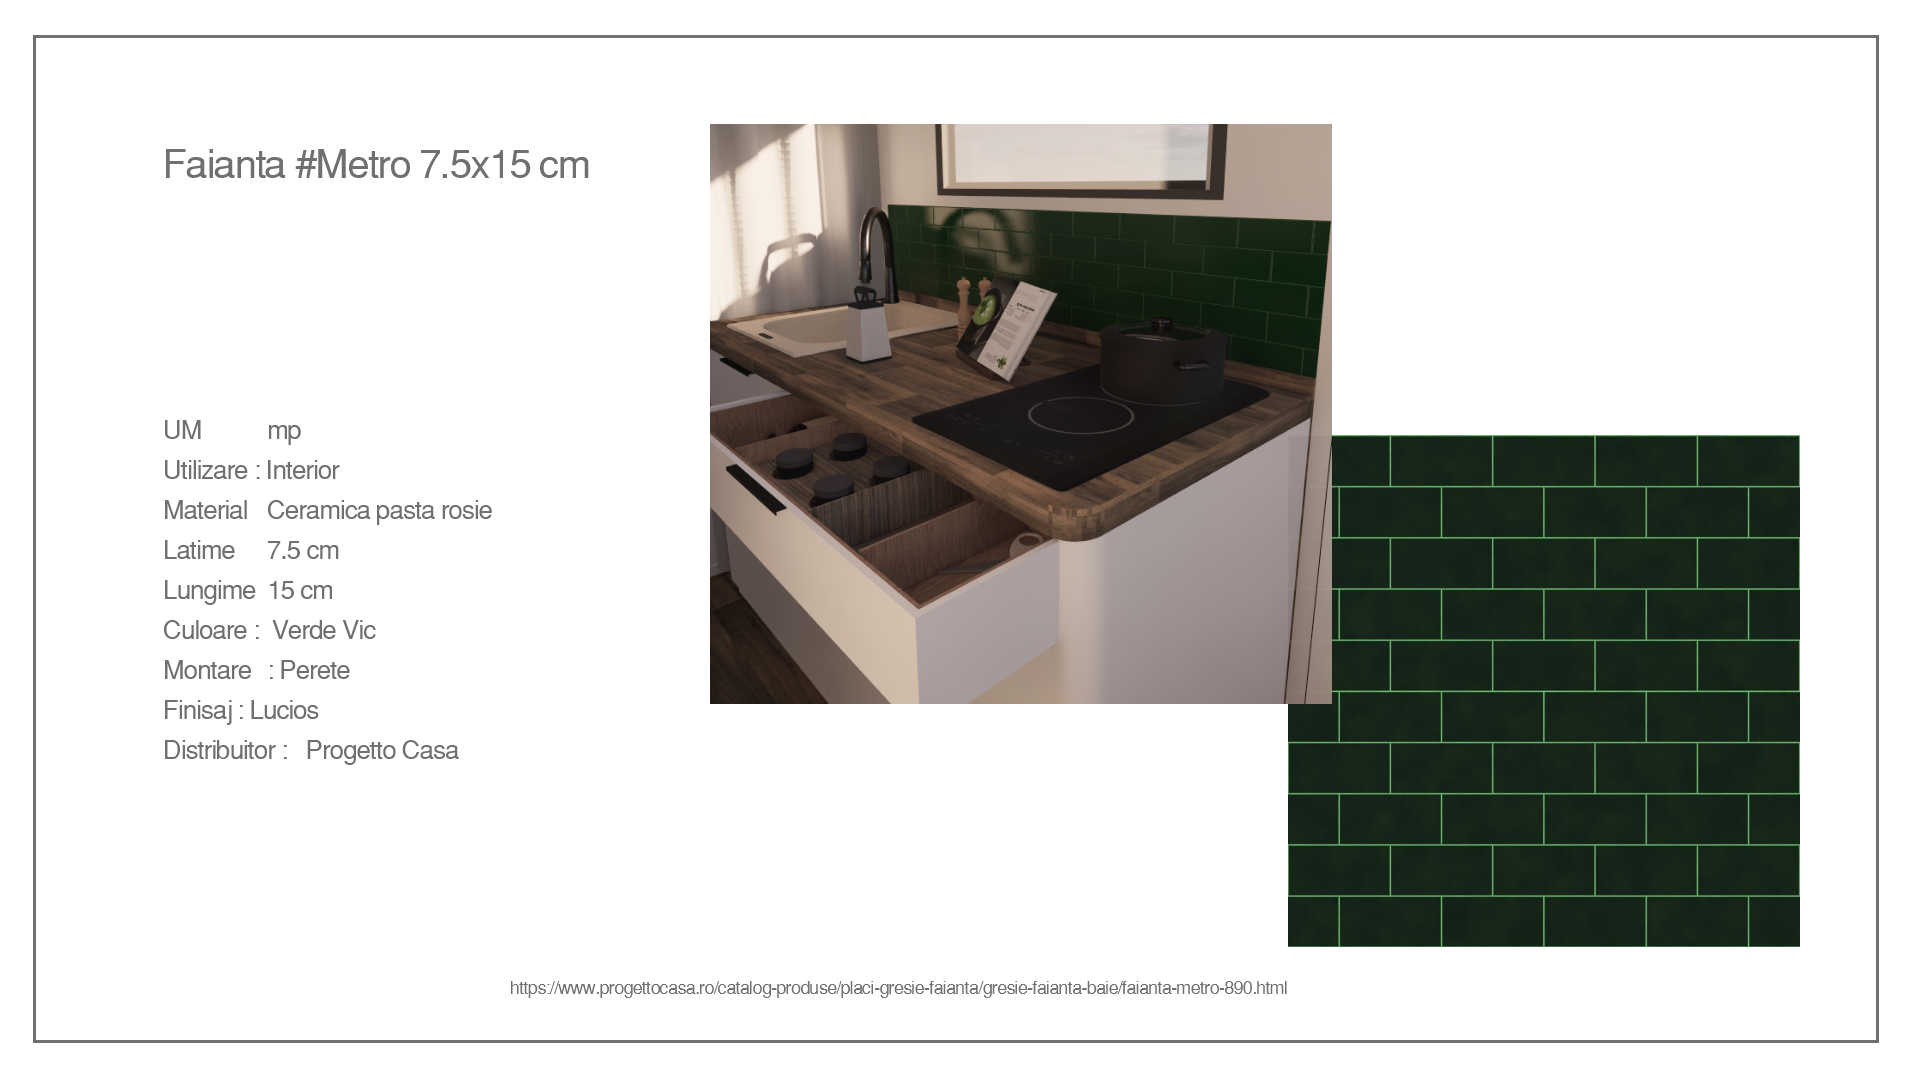 Faianta #Metro 7.5x15 cm
UM mp
Utilizare : Interior
Material Ceramica pasta rosie
Latime 7.5 cm
Lungime 15 cm
Culoare : Verde Vic
Montare : Perete
Finisaj : Lucios
Distribuitor : Progetto Casa
https://www.progettocasa.ro/catalog-produse/placi-gresie-faianta/gresie-faianta-baie/faianta-metro-890.html